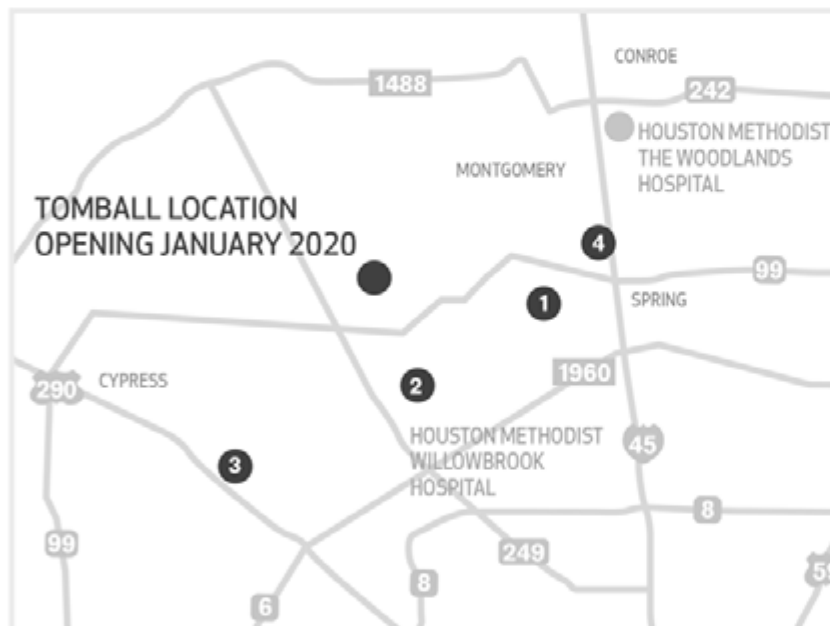 CONROE
1488
242
HOUSTON METHODIST
THE WOODLANDS
HOSPITAL
MONTGOMERY
TOMBALL LOCATION
OPENING JANUARY 2020
4
99
1
SPRING
1960
290
CYPRESS
2
HOUSTON METHODIST
WILLOWBROOK
HOSPITAL
45
3
8
99
249
8
59
6